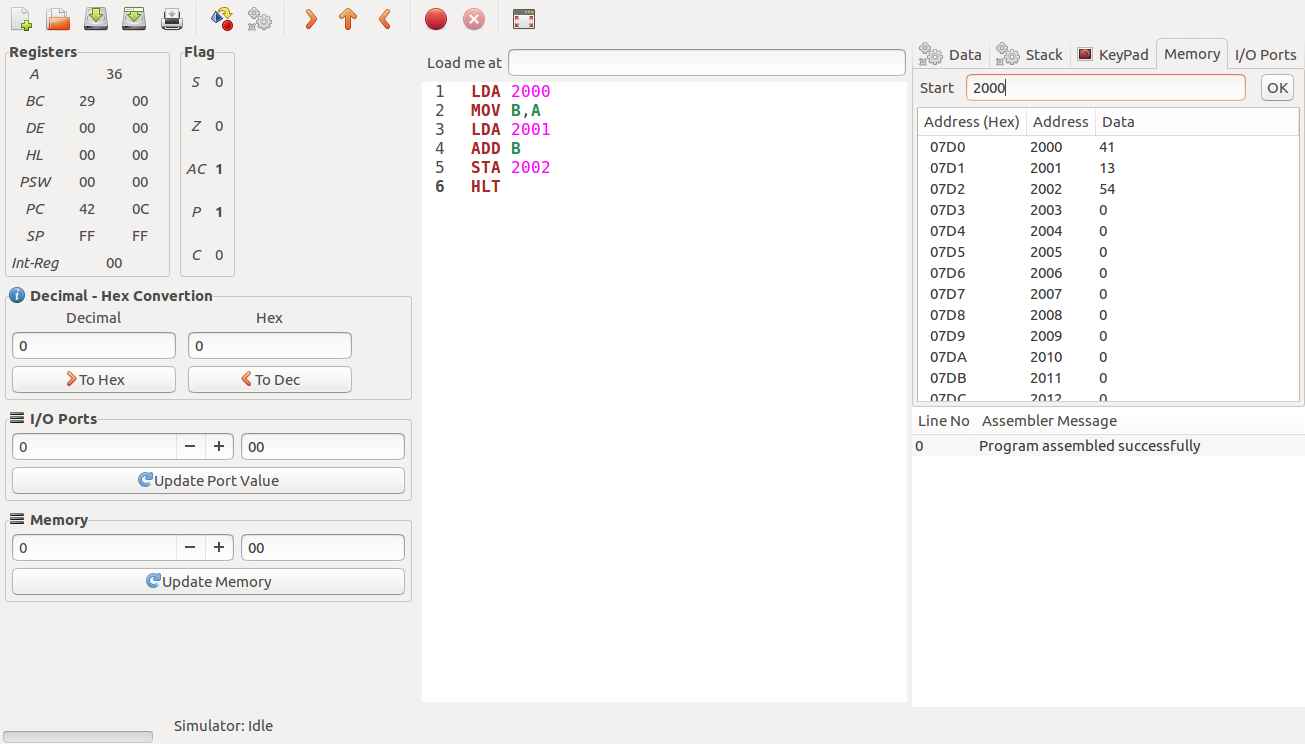 Registers
A 36
BC 29 00
DE 00 00
HL 00 00
PSW 00 00
PC 42 0C
SP FF FF
Int-Reg 00
Flag
S 0
Z 0
AC 1
P 1
C 0
Decimal - Hex Convertion
Decimal Hex
0 0
To Hex To Dec
I/O Ports
0 − + 00
Update Port Value
Memory
0 − + 00
Update Memory
Simulator: Idle
Load me at
1 LDA 2000
2 MOV B,A
3 LDA 2001
4 ADD B
5 STA 2002
6 HLT
Data Stack KeyPad Memory I/O Ports
Start 2000 OK
Address (Hex) Address Data
07D0 2000 41
07D1 2001 13
07D2 2002 54
07D3 2003 0
07D4 2004 0
07D5 2005 0
07D6 2006 0
07D7 2007 0
07D8 2008 0
07D9 2009 0
07DA 2010 0
07DB 2011 0
07DC 2012 0
Line No Assembler Message
0 Program assembled successfully